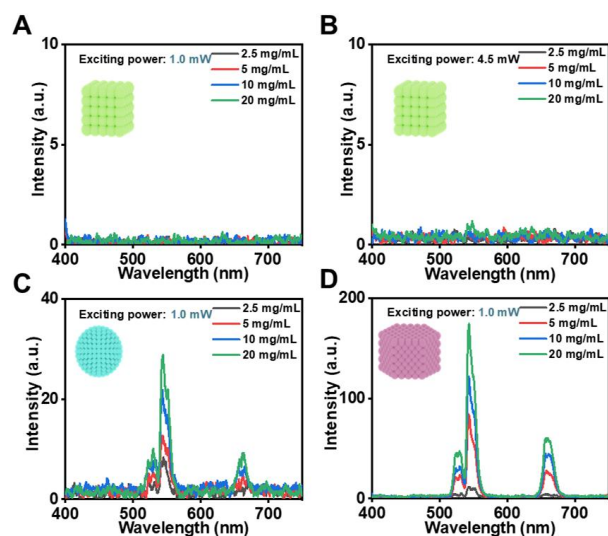 A
Exciting power: 1.0 mW
2.5 mg/mL
5 mg/mL
10 mg/mL
20 mg/mL
10
5
0
400 500 600 700
Intensity (a.u.)
Wavelength (nm)
B
Exciting power: 4.5 mW
2.5 mg/mL
5 mg/mL
10 mg/mL
20 mg/mL
10
5
0
400 500 600 700
Intensity (a.u.)
Wavelength (nm)
C
Exciting power: 1.0 mW
2.5 mg/mL
5 mg/mL
10 mg/mL
20 mg/mL
40
20
0
400 500 600 700
Intensity (a.u.)
Wavelength (nm)
D
Exciting power: 1.0 mW
2.5 mg/mL
5 mg/mL
10 mg/mL
20 mg/mL
200
100
0
400 500 600 700
Intensity (a.u.)
Wavelength (nm)